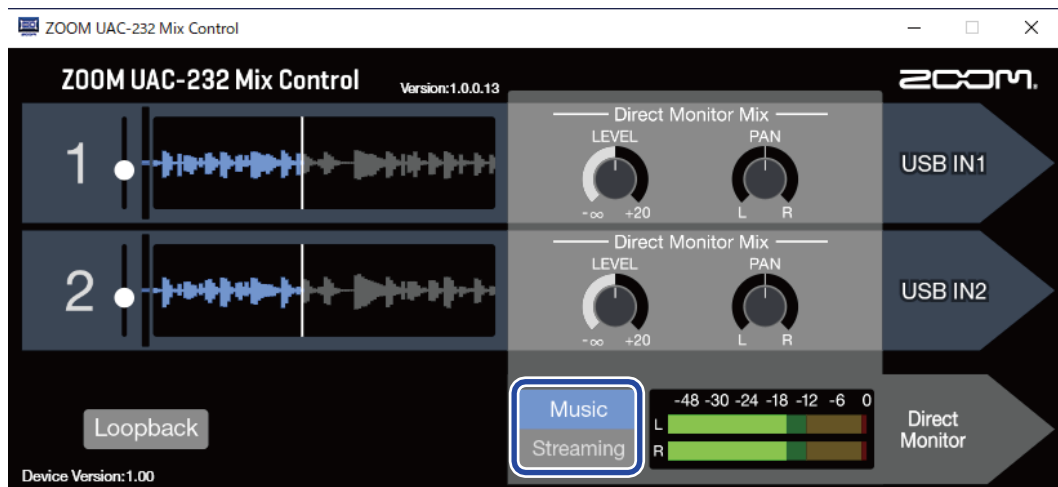 ZOOM UAC-232 Mix Control
ZOOM UAC-232 Mix Control Version:1.0.0.13 ZOOM.
1
Direct Monitor Mix
LEVEL PAN
-∞ +20 L R
USB IN1
2
Direct Monitor Mix
LEVEL PAN
-∞ +20 L R
USB IN2
Loopback
Music
Streaming
-48 -30 -24 -18 -12 -6 0
L
R
Direct
Monitor
Device Version:1.00